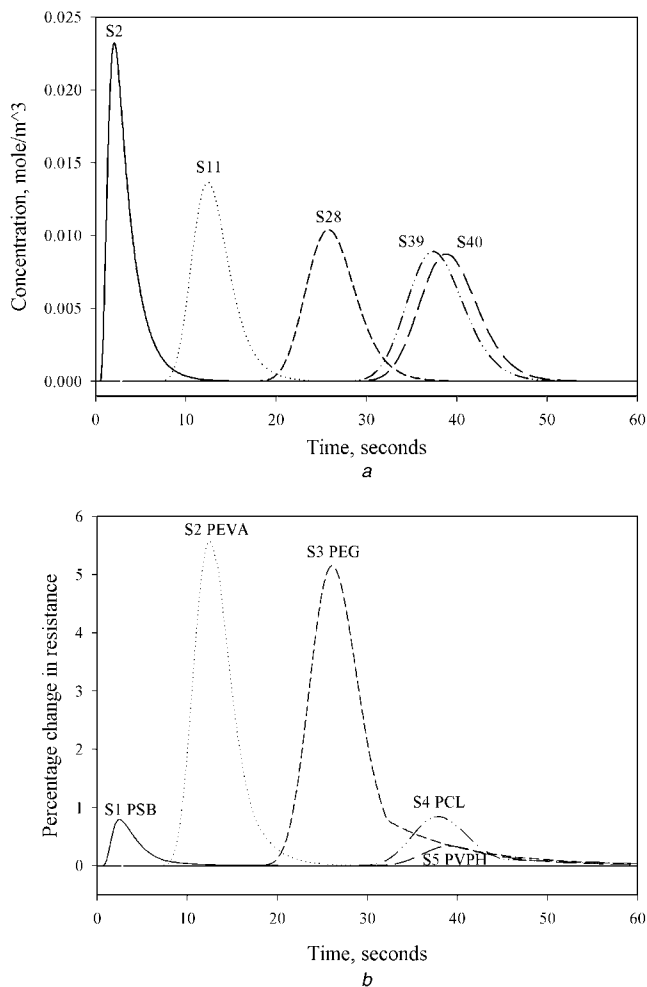 0.025
S2
0.020
0.015
S11
S28
0.010
S39
S40
0.005
0.000
Concentration, mole/m^3
0
10
20
30
40
50
60
Time, seconds
a
6
S2 PEVA
S3 PEG
5
4
3
2
1
S1 PSB
S4 PCL
S5 PVPH
0
Percentage change in resistance
0
10
20
30
40
50
60
Time, seconds
b